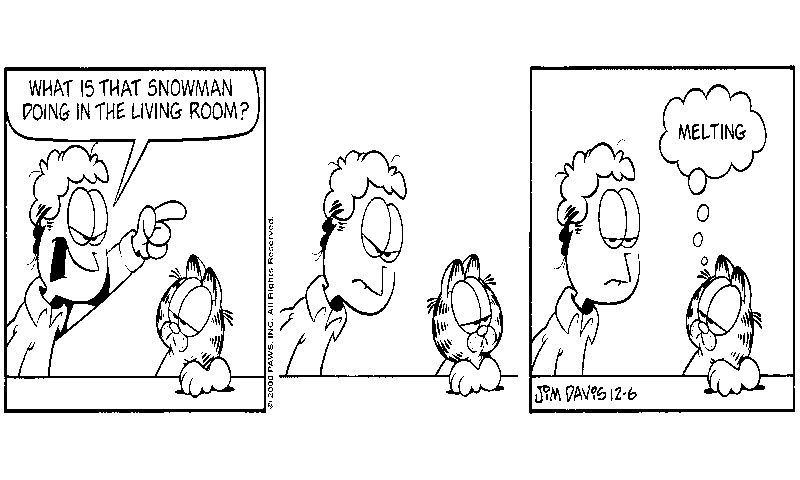 WHAT IS THAT SNOWMAN
DOING IN THE LIVING ROOM?
© 2000 PAWS, INC. All Rights Reserved.
MELTING
JIM DAVIS 12-6